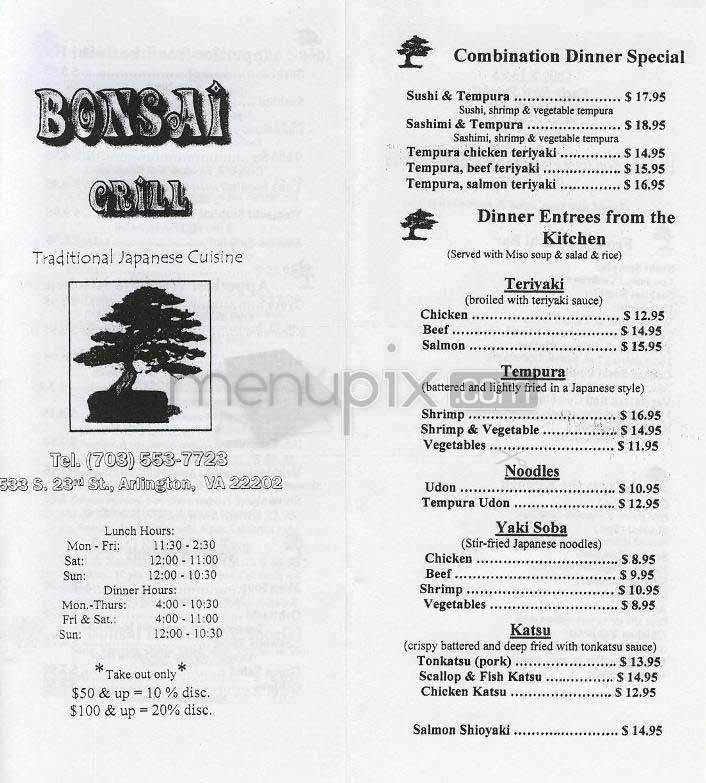 BONSAI
GRILL
Traditional Japanese Cuisine
Tel. (703) 553-7723
533 S. 23rd St., Arlington, VA 22202
Lunch Hours:
Mon - Fri: 11:30 - 2:30
Sat: 12:00 - 11:00
Sun: 12:00 - 10:30
Dinner Hours:
Mon.-Thurs: 4:00 - 10:30
Fri & Sat.: 4:00 - 11:00
Sun: 12:00 - 10:30
*Take out only*
$50 & up = 10 % disc.
$100 & up = 20% disc.
Combination Dinner Special
Sushi & Tempura ........................ $ 17.95
Sushi, shrimp & vegetable tempura
Sashimi & Tempura ...................... $ 18.95
Sashimi, shrimp & vegetable tempura
Tempura chicken teriyaki .............. $ 14.95
Tempura, beef teriyaki .................. $ 15.95
Tempura, salmon teriyaki .............. $ 16.95
Dinner Entrees from the
Kitchen
(Served with Miso soup & salad & rice)
Teriyaki
(broiled with teriyaki sauce)
Chicken ........................................ $ 12.95
Beef ............................................. $ 14.95
Salmon ......................................... $ 15.95
Tempura
(battered and lightly fried in a Japanese style)
Shrimp ......................................... $ 16.95
Shrimp & Vegetable ...................... $ 14.95
Vegetables .................................... $ 11.95
Noodles
Udon ............................................ $ 10.95
Tempura Udon .............................. $ 12.95
Yaki Soba
(Stir-fried Japanese noodles)
Chicken ........................................ $ 8.95
Beef ............................................. $ 9.95
Shrimp ......................................... $ 10.95
Vegetables .................................... $ 8.95
Katsu
(crispy battered and deep fried with tonkatsu sauce)
Tonkatsu (pork) ............................ $ 13.95
Scallop & Fish Katsu ..................... $ 14.95
Chicken Katsu .............................. $ 12.95
Salmon Shioyaki ........................... $ 14.95
menupix.com